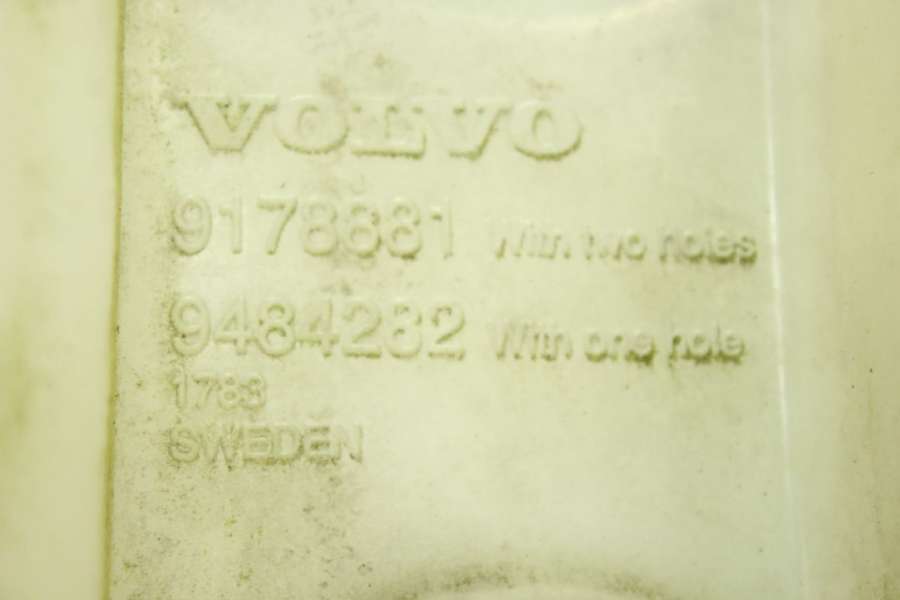 VOLVO
9178881 With two holes
9484282 With one hole
1783
SWEDEN